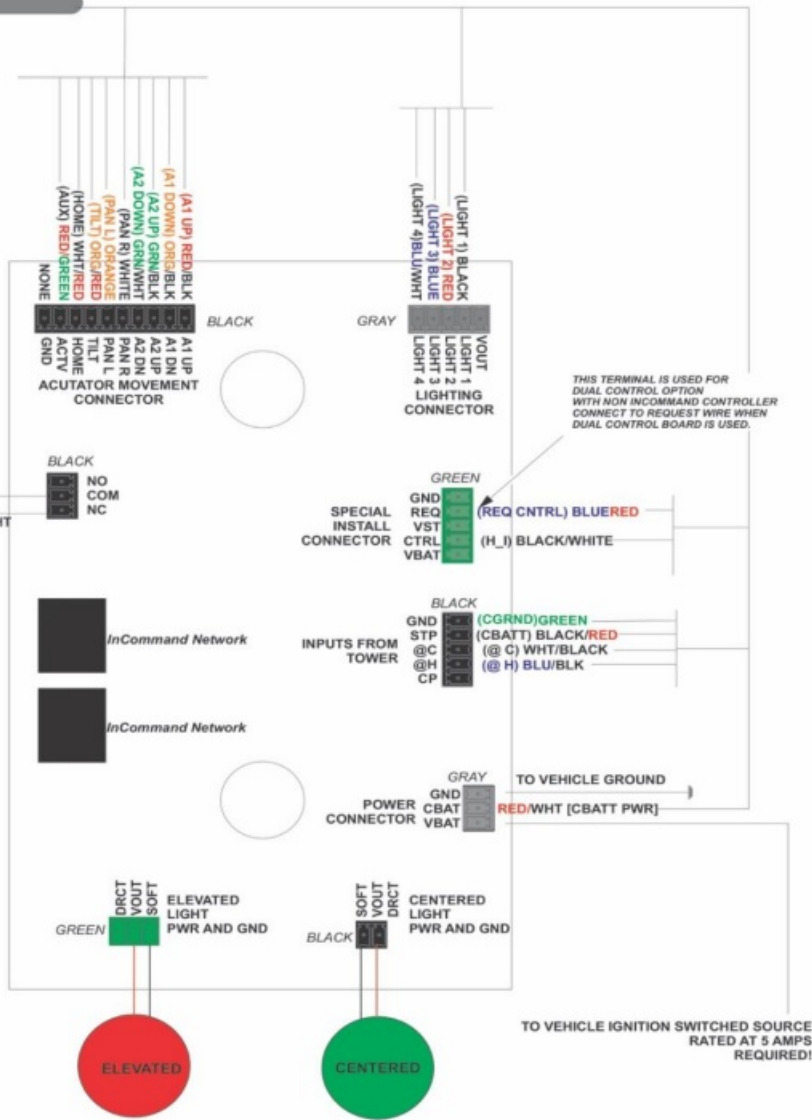 (AUX) RED/GREEN
(HOME) WHT/RED
(TILT) ORG/RED
(PAN L) ORANGE
(PAN R) WHITE
(A2 DOWN) GRN/WHT
(A2 UP) GRN/BLK
(A1 DOWN) ORG/BLK
(A1 UP) RED/BLK
NONE
BLACK
GND
ACTV
HOME
TILT
PAN L
PAN R
A2 DN
A2 UP
A1 DN
A1 UP
ACUTATOR MOVEMENT
CONNECTOR
(LIGHT 4)BLU/WHT
(LIGHT 3) BLUE
(LIGHT 2) RED
(LIGHT 1) BLACK
GRAY
LIGHT 4
LIGHT 3
LIGHT 2
LIGHT 1
VOUT
LIGHTING
CONNECTOR
THIS TERMINAL IS USED FOR
DUAL CONTROL OPTION
WITH NON INCOMMAND CONTROLLER
CONNECT TO REQUEST WIRE WHEN
DUAL CONTROL BOARD IS USED.
BLACK
NO
COM
NC
HT
GREEN
SPECIAL
INSTALL
CONNECTOR
GND
REQ (REQ CNTRL) BLUERED
VST
CTRL (H_I) BLACK/WHITE
VBAT
BLACK
INPUTS FROM
TOWER
GND (CGRND)GREEN
STP (CBATT) BLACK/RED
@C (@ C) WHT/BLACK
@H (@ H) BLU/BLK
CP
InCommand Network
InCommand Network
GRAY
TO VEHICLE GROUND
POWER
CONNECTOR
GND
CBAT RED/WHT [CBATT PWR]
VBAT
DRCT
VOUT
SOFT
ELEVATED
LIGHT
PWR AND GND
GREEN
SOFT
VOUT
DRCT
CENTERED
LIGHT
PWR AND GND
BLACK
ELEVATED
CENTERED
TO VEHICLE IGNITION SWITCHED SOURCE
RATED AT 5 AMPS
REQUIRED!